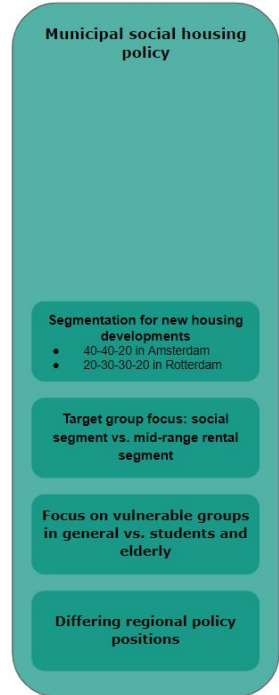 Municipal social housing
policy
Segmentation for new housing
developments
● 40-40-20 in Amsterdam
● 20-30-30-20 in Rotterdam
Target group focus: social
segment vs. mid-range rental
segment
Focus on vulnerable groups
in general vs. students and
elderly
Differing regional policy
positions